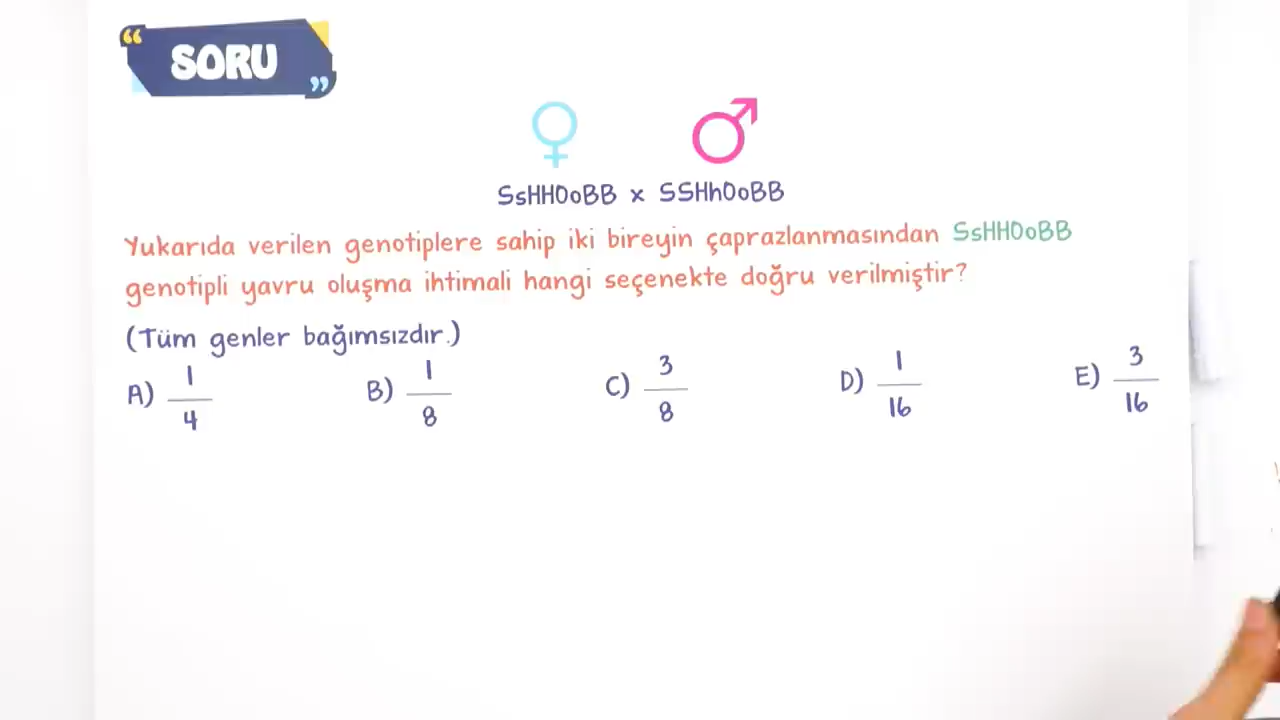 “ SORU ”
SsHHOoBB x SSHhOoBB
Yukarıda verilen genotiplere sahip iki bireyin çaprazlanmasından SsHHOoBB
genotipli yavru oluşma ihtimali hangi seçenekte doğru verilmiştir?
(Tüm genler bağımsızdır.)
A) 1/4 B) 1/8 C) 3/8 D) 1/16 E) 3/16